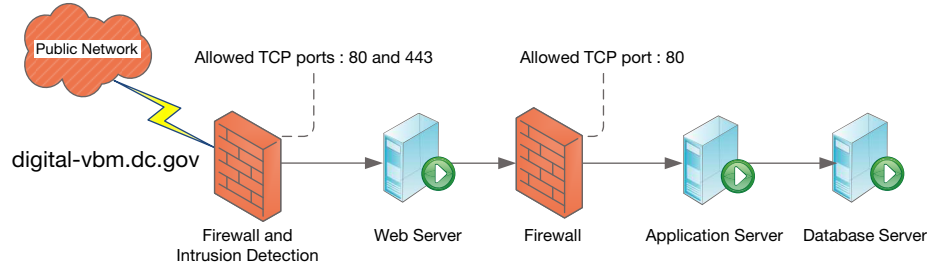 Public Network
Allowed TCP ports : 80 and 443
Allowed TCP port : 80
digital-vbm.dc.gov
Firewall and
Intrusion Detection
Web Server
Firewall
Application Server
Database Server